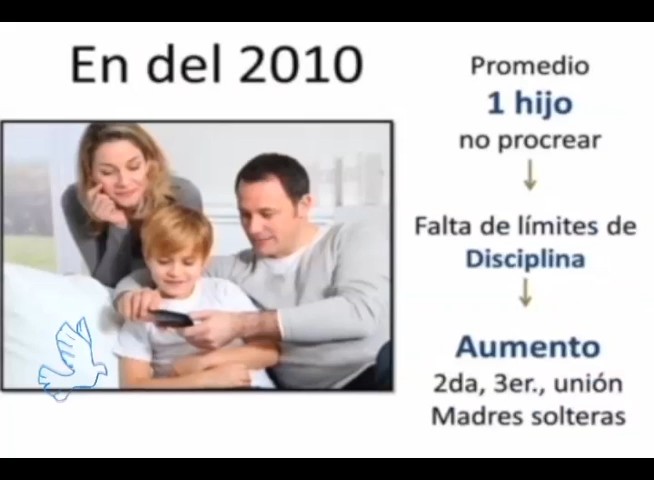 En del 2010
Promedio
1 hijo
no procrear
Falta de límites de
Disciplina
Aumento
2da, 3er., unión
Madres solteras